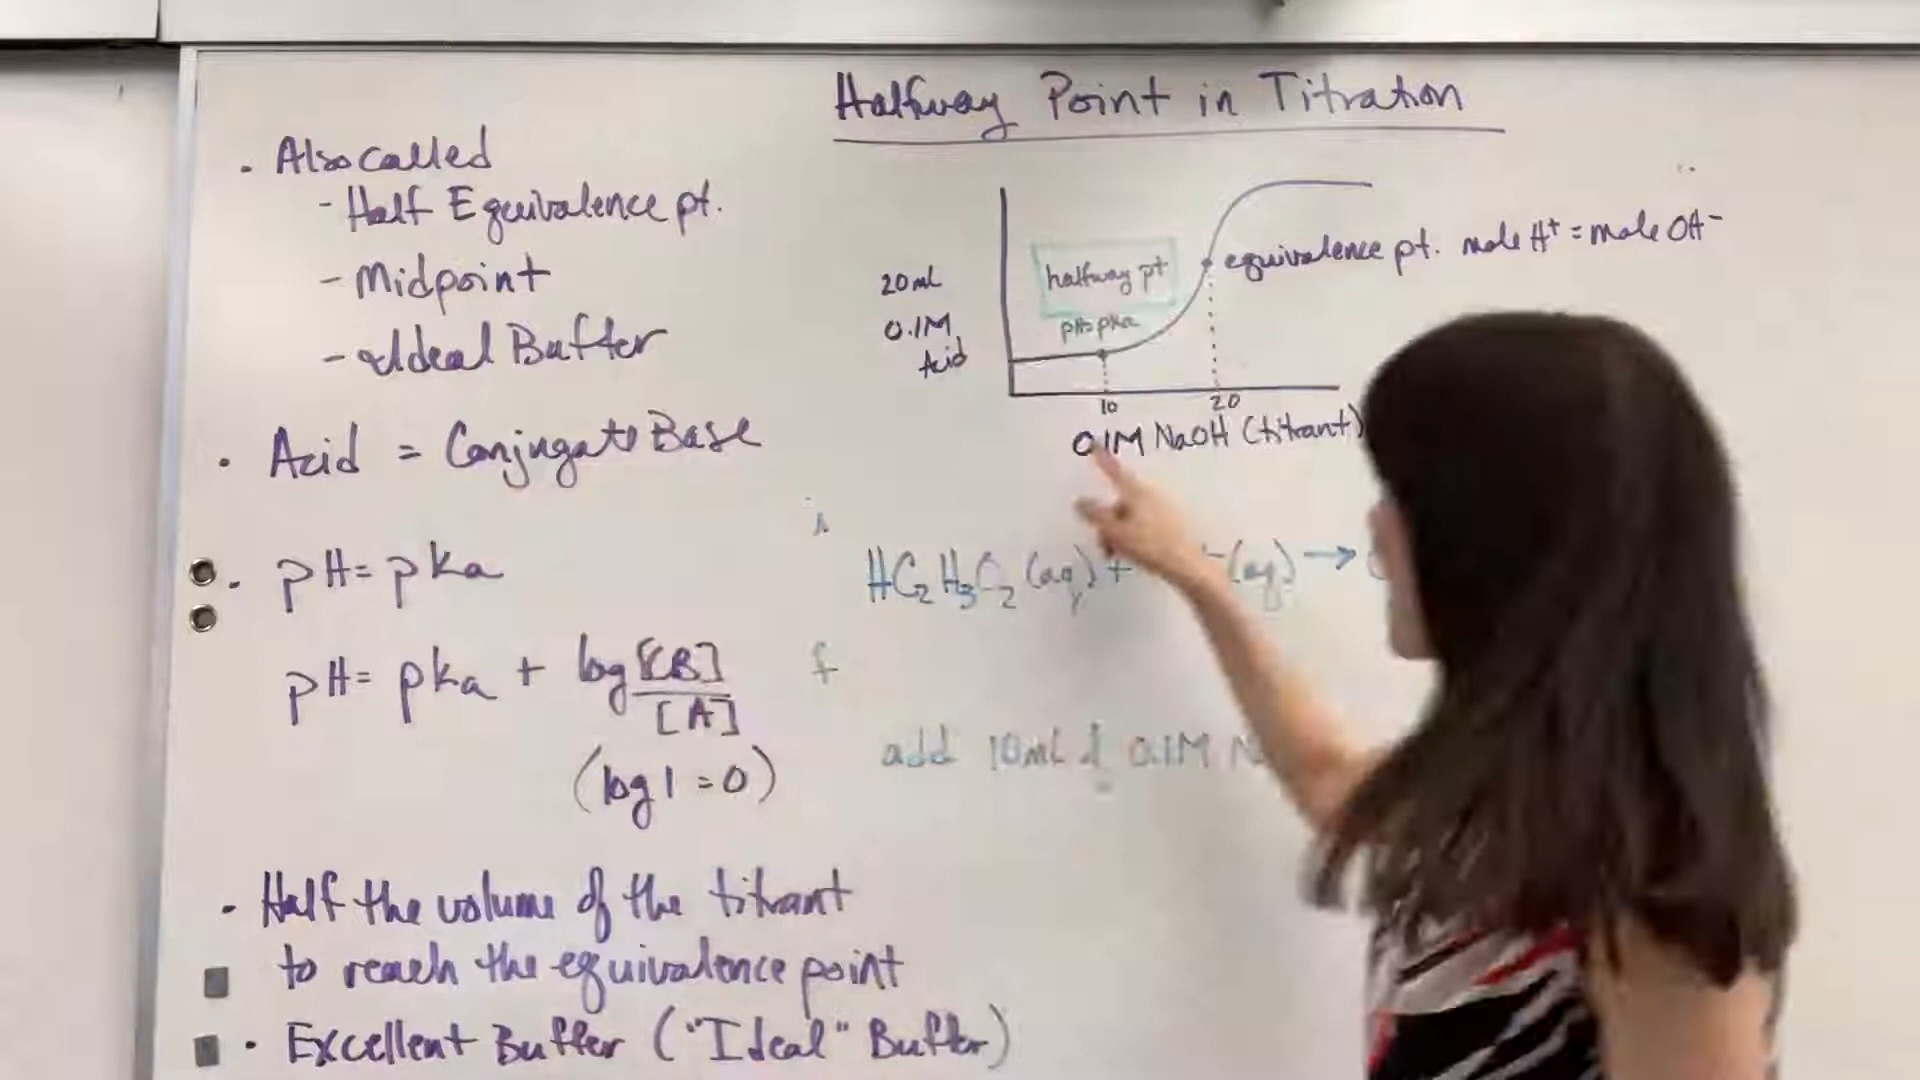 Halfway Point in Titration
. Also called
- Half Equivalence pt.
- Midpoint
- Ideal Buffer
. Acid = Conjugate Base
. pH = pka
pH = pka + log [CB]
[A]
(log 1 = 0)
. Half the volume of the titrant
to reach the equivalence point
. Excellent Buffer ("Ideal" Buffer)
20ml
0.1M
Acid
halfway pt
pH=pka
equivalence pt. mole H⁺ = mole OH⁻
10 20
0.1M NaOH (titrant)
i
HC₂H₃O₂ (aq) + ⁻(aq) →
f
add 10mL of 0.1M